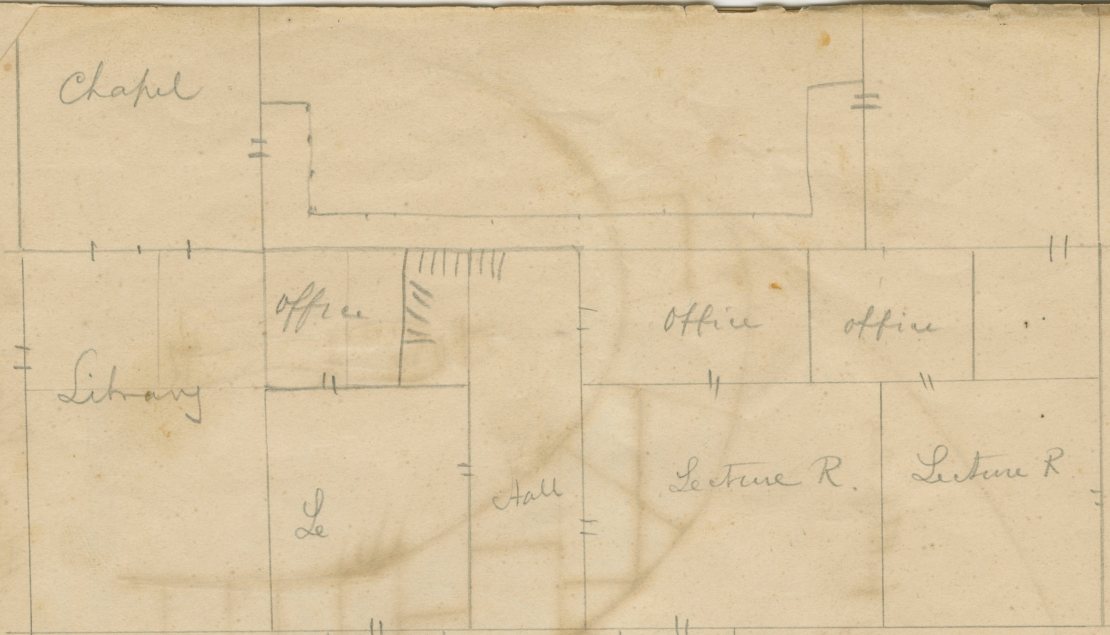 Chapel
Office
Office
office
Library
Lecture R.
Lecture R
Hall
Le